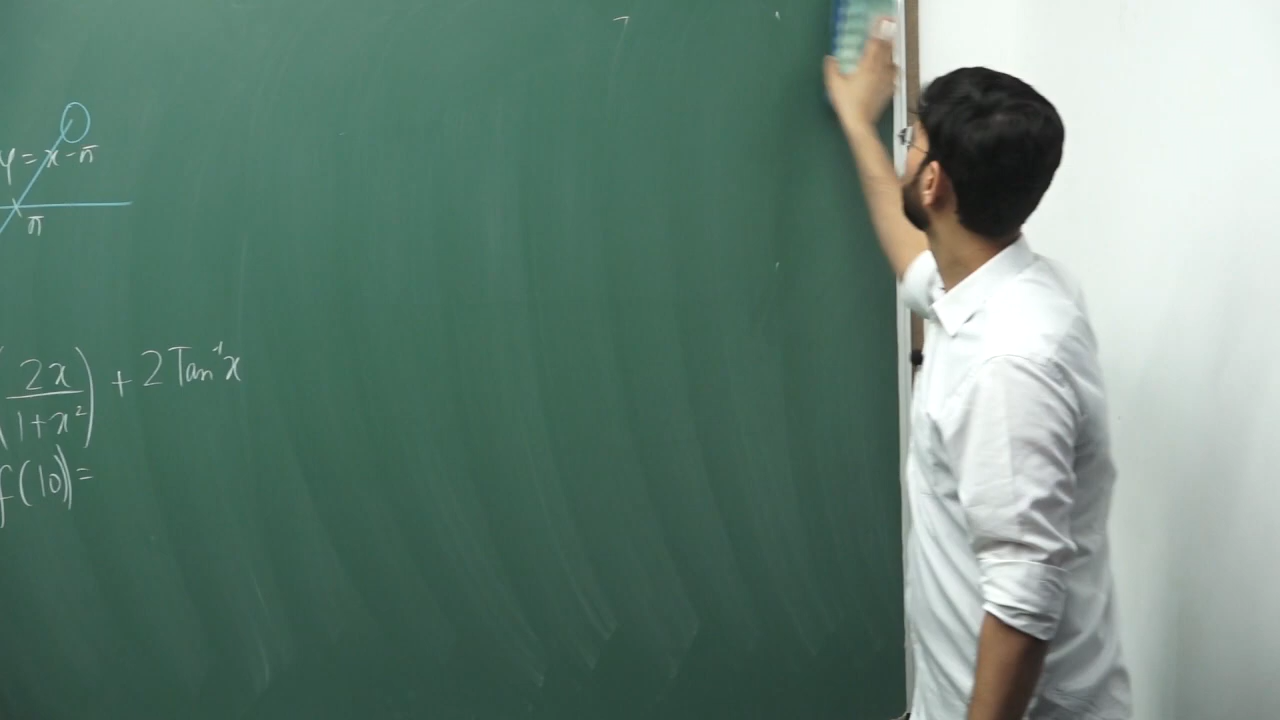 y = x - π
π
(2x / 1+x²) + 2 Tan⁻¹x
f(10) =